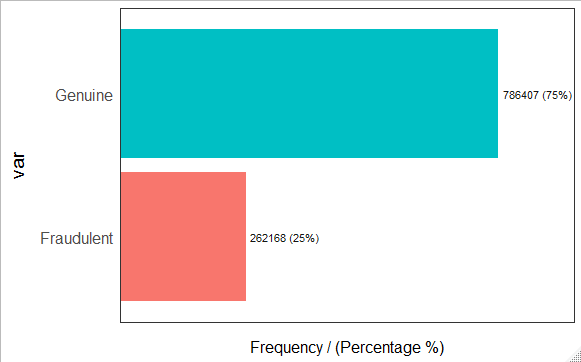 Genuine
786407 (75%)
var
Fraudulent
262168 (25%)
Frequency / (Percentage %)